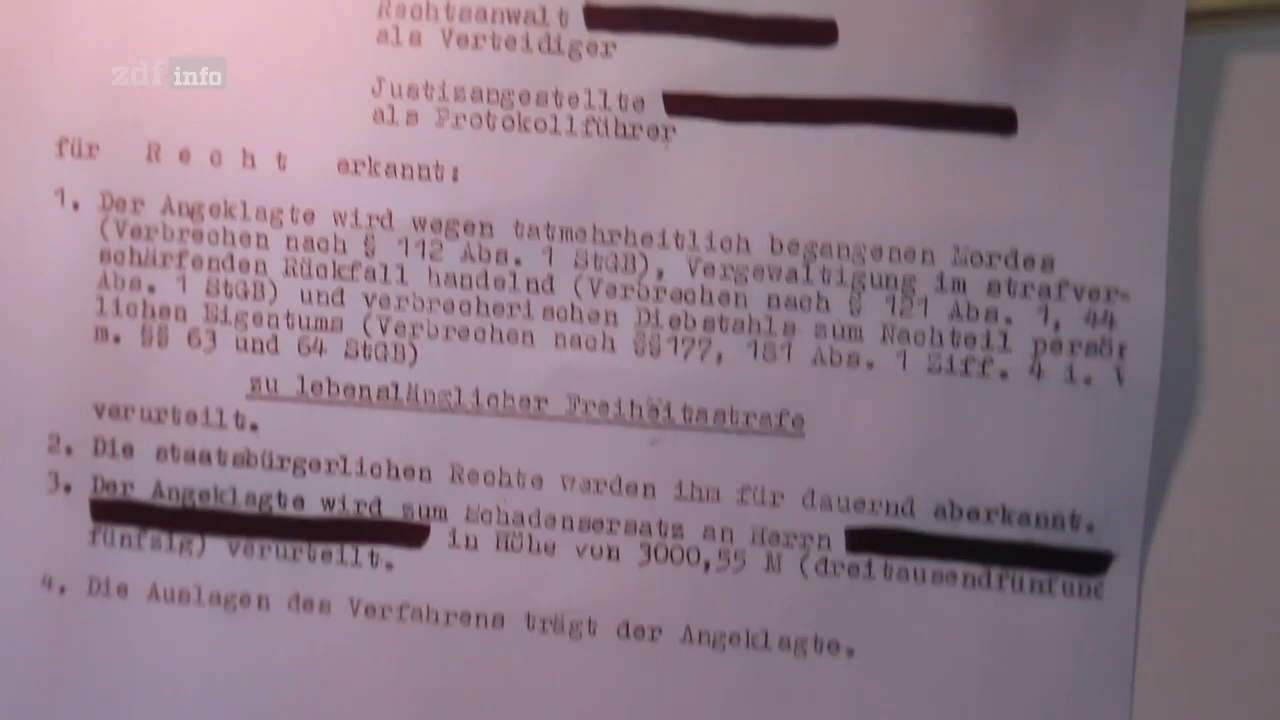 Rechtsanwalt
als Verteidiger
zdf info
Justizangestellte
als Protokollführer
für Recht erkannt:
1. Der Angeklagte wird wegen tatmehrheitlich begangenen Mordes
(Verbrechen nach § 112 Abs. 1 StGB), Vergewaltigung im strafver-
schärfenden Rückfall handelnd (Verbrechen nach § 121 Abs. 1, 44
Abs. 1 StGB) und verbrecherischen Diebstahls zum Nachteil persön
lichen Eigentums (Verbrechen nach §§177, 181 Abs. 1 Ziff. 4 i. V
m. §§ 63 und 64 StGB)
zu lebenslänglicher Freiheitsstrafe
verurteilt.
2. Die staatsbürgerlichen Rechte werden ihm für dauernd aberkannt.
3. Der Angeklagte wird zum Schadensersatz an Herrn
in Höhe von 3000,55 M (dreitausendfünfund
fünfzig) verurteilt.
4. Die Auslagen des Verfahrens trägt der Angeklagte.